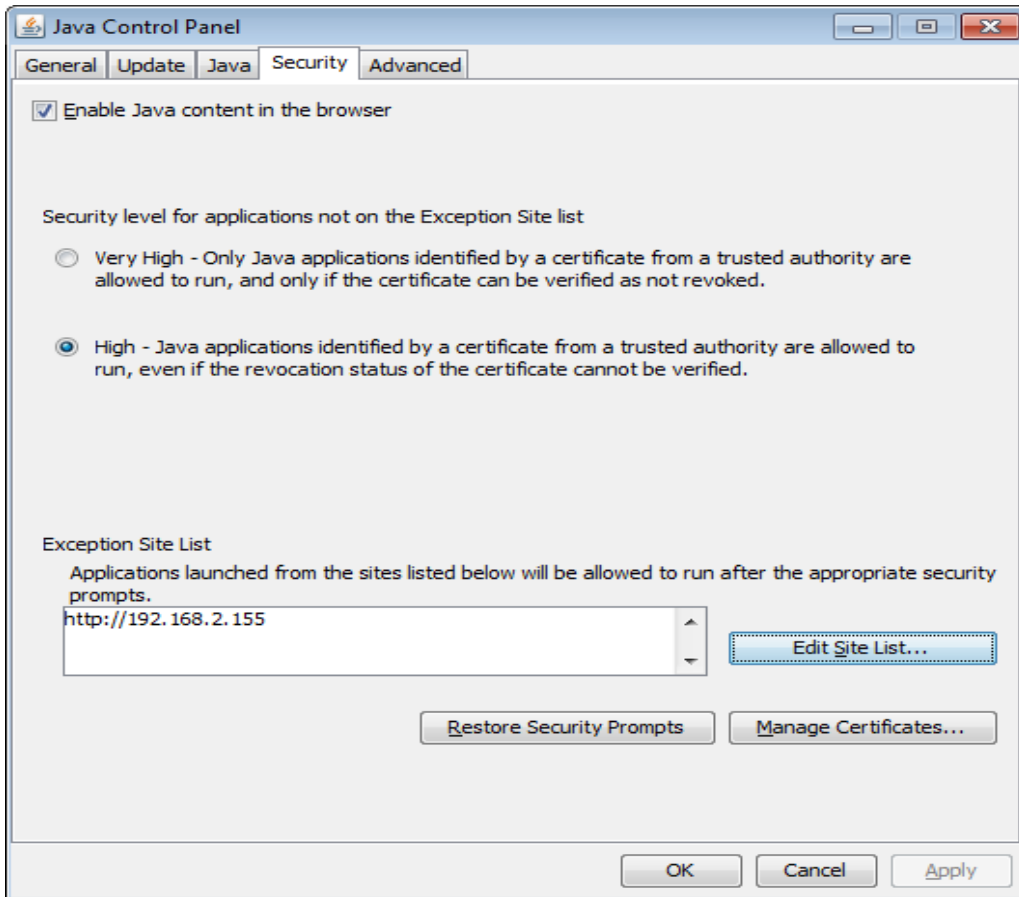 Java Control Panel
General Update Java Security Advanced
Enable Java content in the browser
Security level for applications not on the Exception Site list
Very High - Only Java applications identified by a certificate from a trusted authority are
allowed to run, and only if the certificate can be verified as not revoked.
High - Java applications identified by a certificate from a trusted authority are allowed to
run, even if the revocation status of the certificate cannot be verified.
Exception Site List
Applications launched from the sites listed below will be allowed to run after the appropriate security
prompts.
http://192.168.2.155
Edit Site List...
Restore Security Prompts Manage Certificates...
OK Cancel Apply